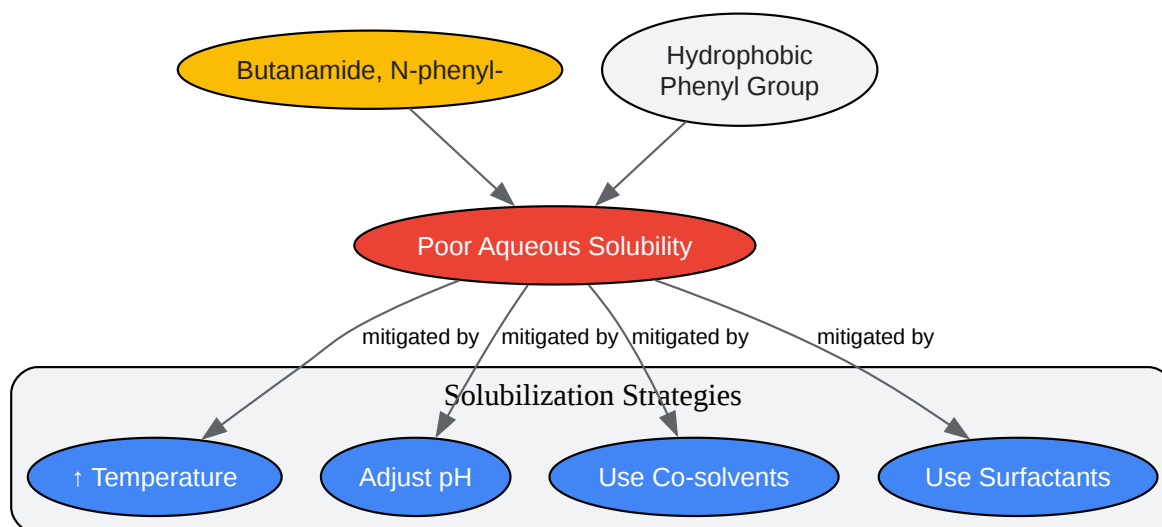 Butanamide, N-phenyl-
Hydrophobic
Phenyl Group
Poor Aqueous Solubility
mitigated by
mitigated by
mitigated by
mitigated by
Solubilization Strategies
↑ Temperature
Adjust pH
Use Co-solvents
Use Surfactants